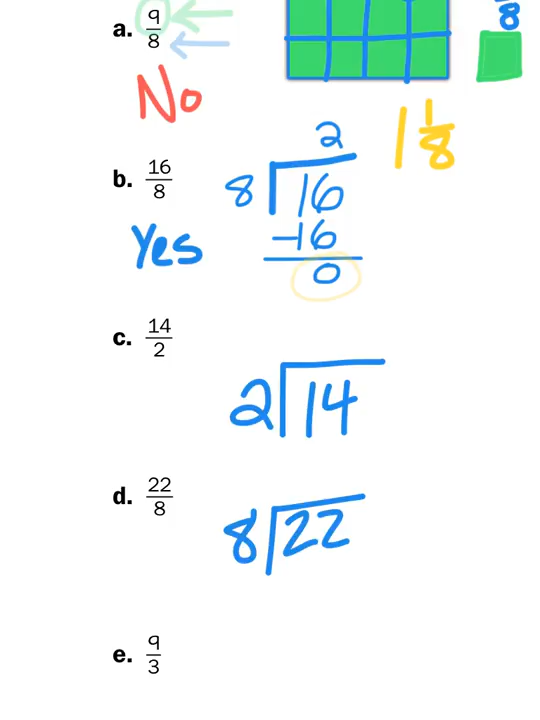 a. 9/8
8
No
1 1/8
b. 16/8
2
8 16
-16
0
Yes
c. 14/2
2 14
d. 22/8
8 22
e. 9/3